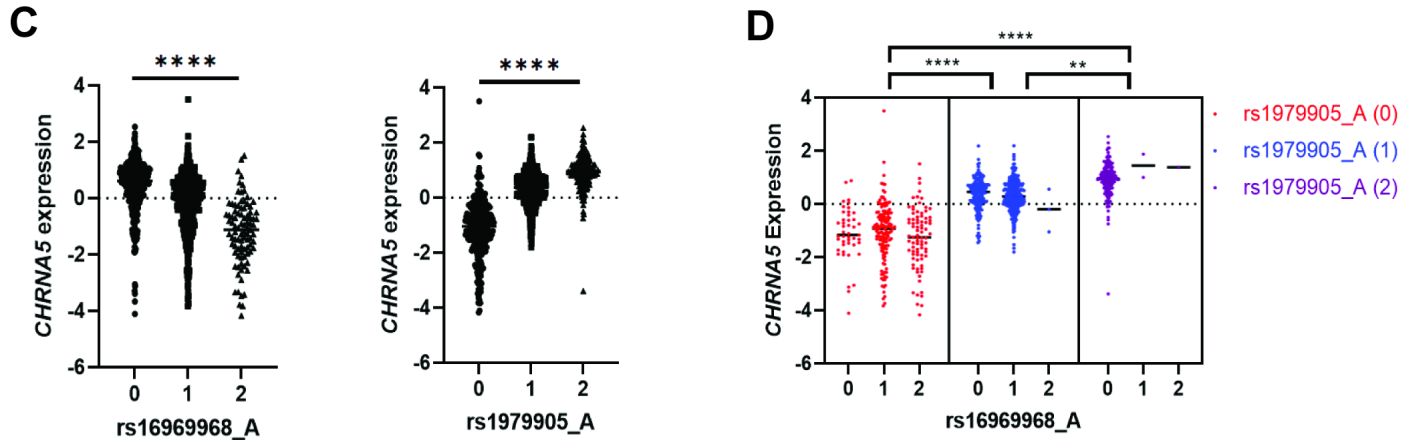 C
****
4
2
0
-2
-4
-6
CHRNA5 expression
0 1 2
rs16969968_A
****
4
2
0
-2
-4
-6
CHRNA5 expression
0 1 2
rs1979905_A
D
****
**** **
4
2
0
-2
-4
-6
CHRNA5 Expression
0 1 2 0 1 2 0 1 2
rs16969968_A
rs1979905_A (0)
rs1979905_A (1)
rs1979905_A (2)